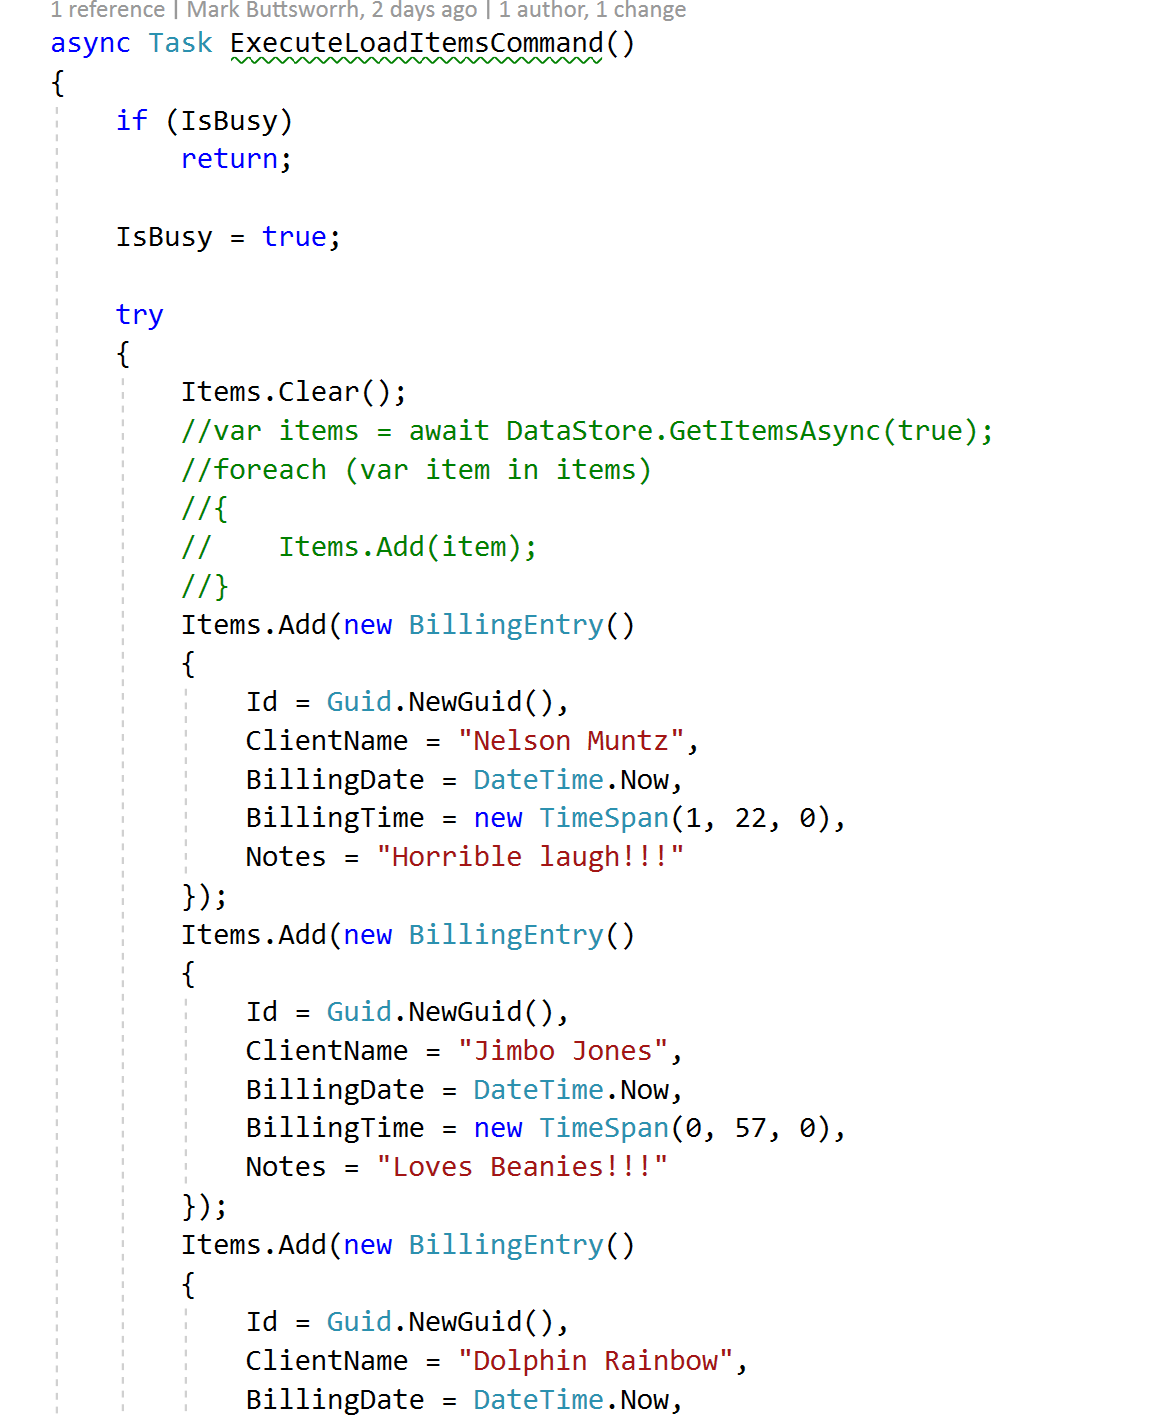 1 reference | Mark Buttsworrh, 2 days ago | 1 author, 1 change
async Task ExecuteLoadItemsCommand()
{
    if (IsBusy)
        return;

    IsBusy = true;

    try
    {
        Items.Clear();
        //var items = await DataStore.GetItemsAsync(true);
        //foreach (var item in items)
        //{
        //    Items.Add(item);
        //}
        Items.Add(new BillingEntry()
        {
            Id = Guid.NewGuid(),
            ClientName = "Nelson Muntz",
            BillingDate = DateTime.Now,
            BillingTime = new TimeSpan(1, 22, 0),
            Notes = "Horrible laugh!!!"
        });
        Items.Add(new BillingEntry()
        {
            Id = Guid.NewGuid(),
            ClientName = "Jimbo Jones",
            BillingDate = DateTime.Now,
            BillingTime = new TimeSpan(0, 57, 0),
            Notes = "Loves Beanies!!!"
        });
        Items.Add(new BillingEntry()
        {
            Id = Guid.NewGuid(),
            ClientName = "Dolphin Rainbow",
            BillingDate = DateTime.Now,